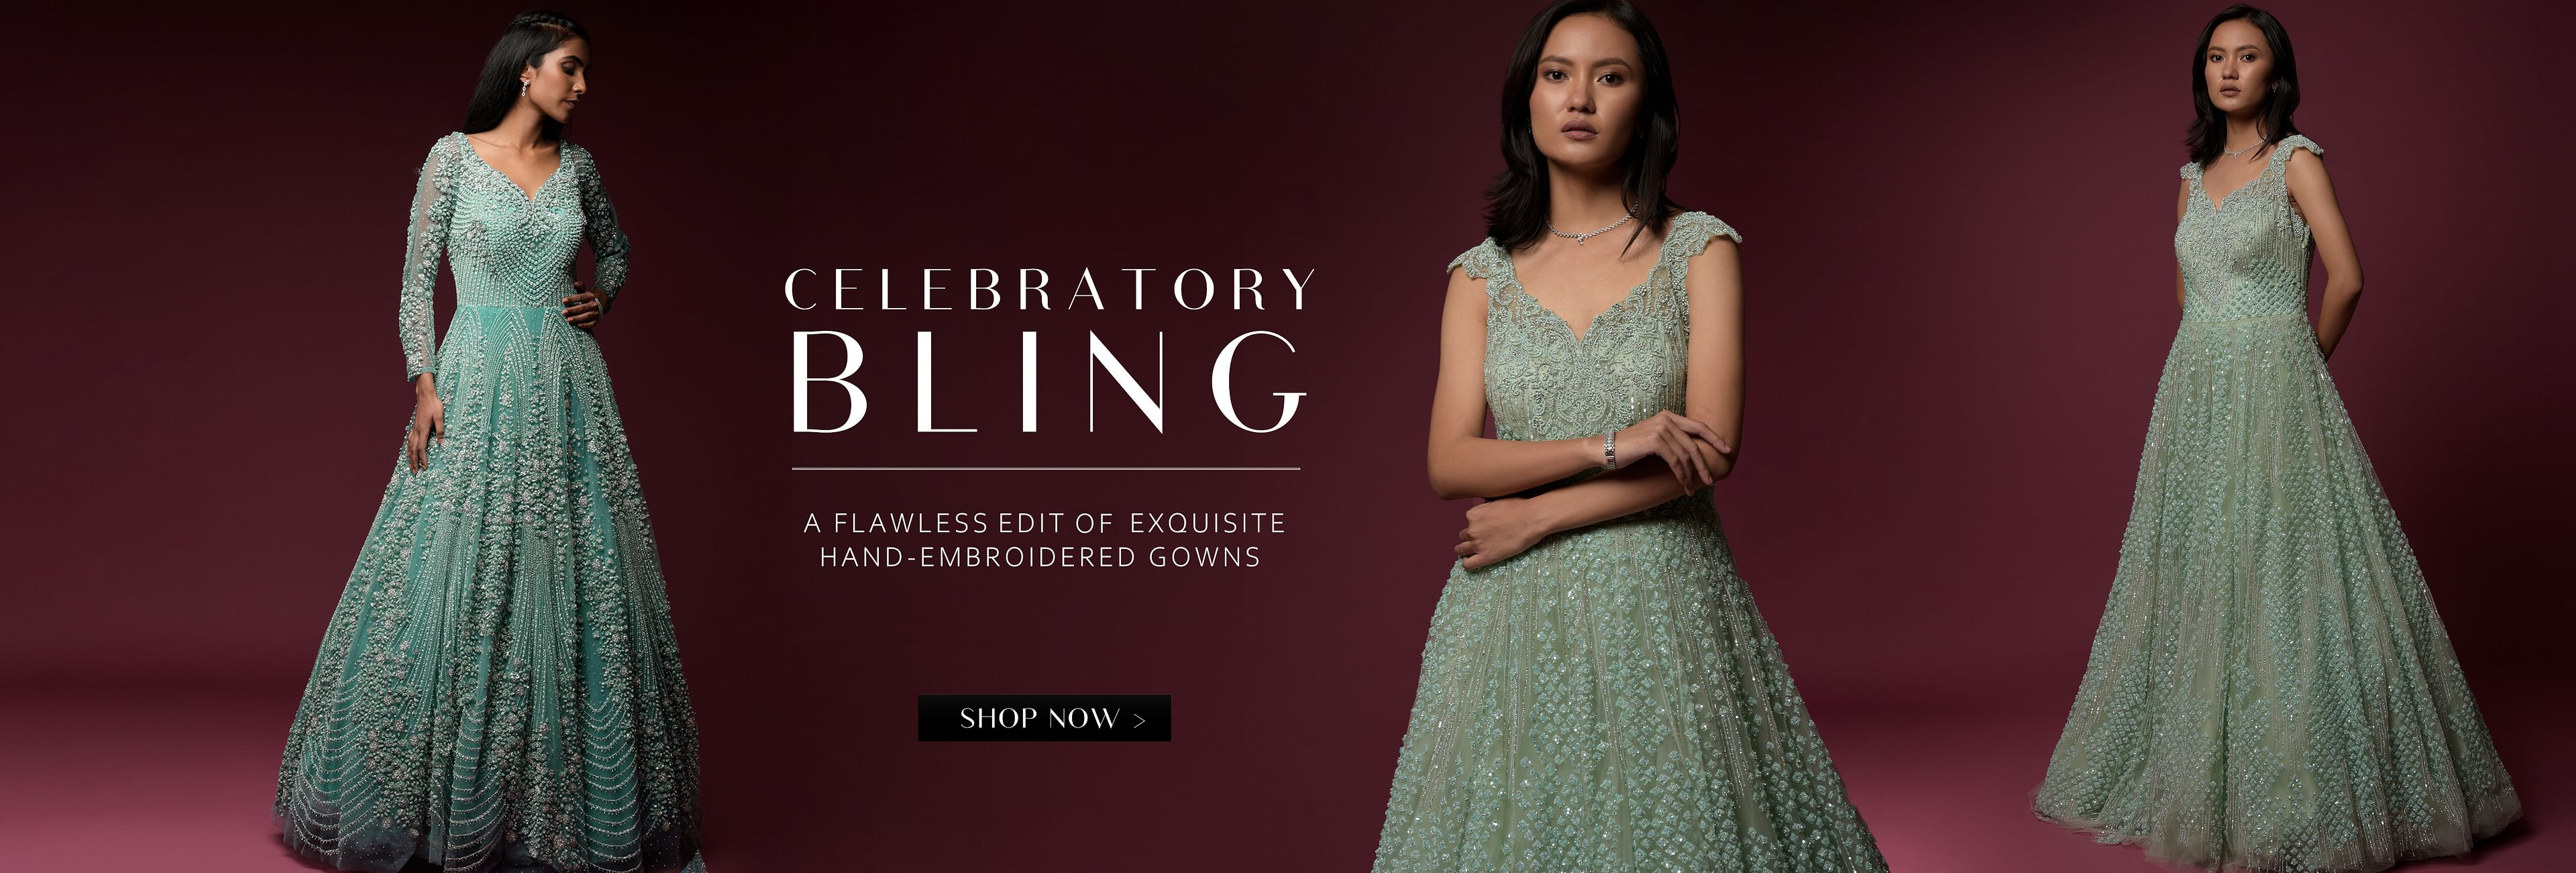 CELEBRATORY
BLING
A FLAWLESS EDIT OF EXQUISITE
HAND-EMBROIDERED GOWNS
SHOP NOW >